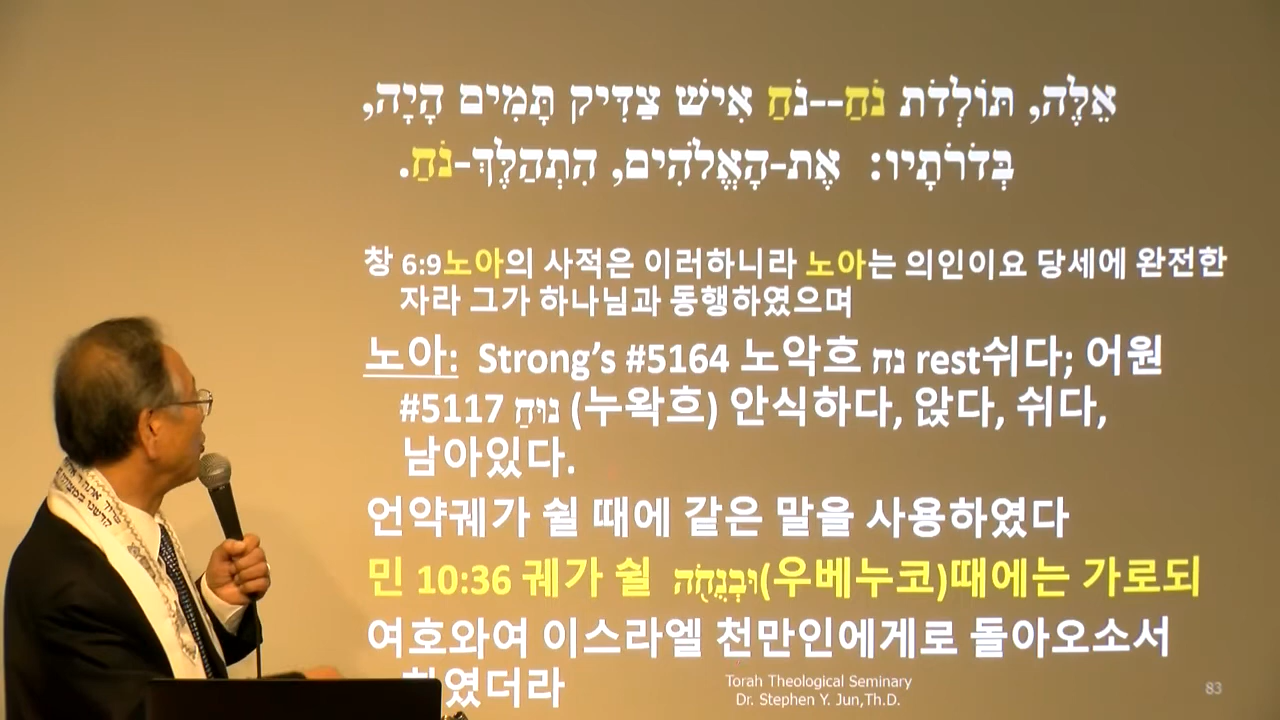 אֵלֶּה, תּוֹלְדֹת נֹחַ--נֹחַ אִישׁ צַדִּיק תָּמִים הָיָה,
בְּדֹרֹתָיו: אֶת-הָאֱלֹהִים, הִתְהַלֶּךְ-נֹחַ.
창 6:9노아의 사적은 이러하니라 노아는 의인이요 당세에 완전한
자라 그가 하나님과 동행하였으며
노아: Strong's #5164 노악흐 נח rest쉬다; 어원
#5117 נוּחַ (누왁흐) 안식하다, 앉다, 쉬다,
남아있다.
언약궤가 쉴 때에 같은 말을 사용하였다
민 10:36 궤가 쉴 וּבְנֻחֹה(우베누코)때에는 가로되
여호와여 이스라엘 천만인에게로 돌아오소서
하였더라
Torah Theological Seminary
Dr. Stephen Y. Jun,Th.D.
83